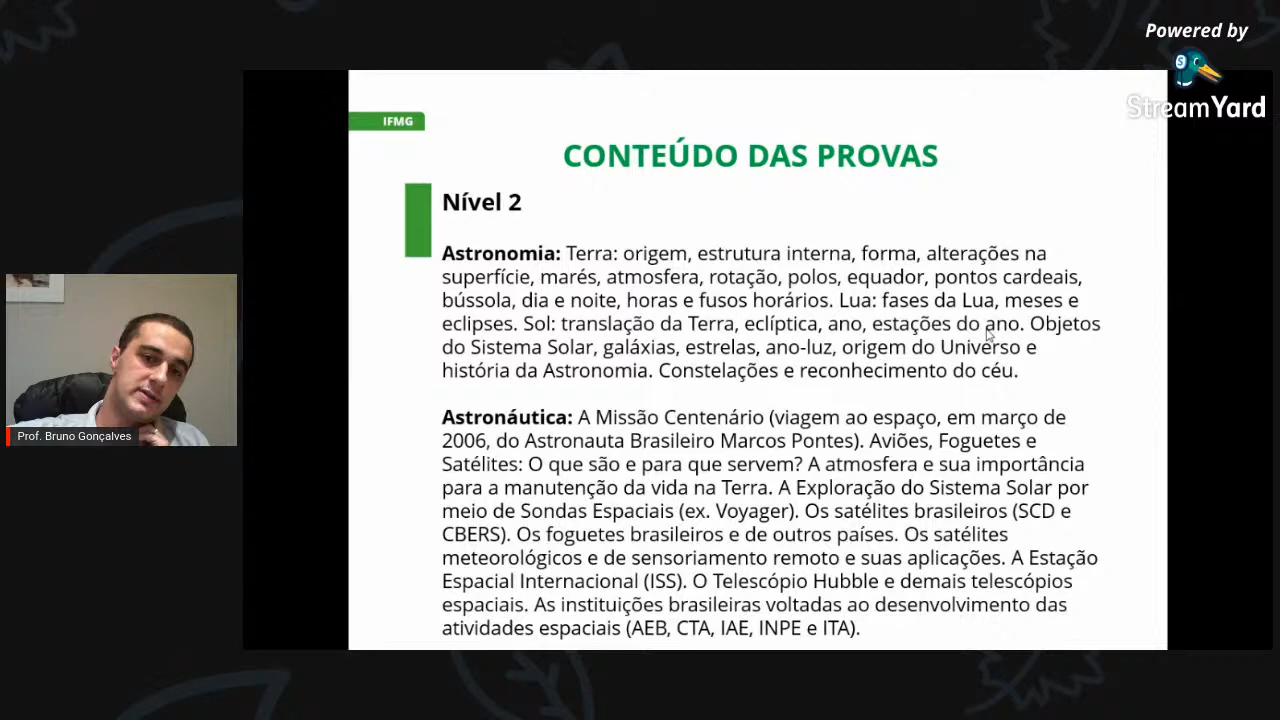 Powered by
StreamYard
IFMG
CONTEÚDO DAS PROVAS
Nível 2
Astronomia: Terra: origem, estrutura interna, forma, alterações na
superfície, marés, atmosfera, rotação, polos, equador, pontos cardeais,
bússola, dia e noite, horas e fusos horários. Lua: fases da Lua, meses e
eclipses. Sol: translação da Terra, eclíptica, ano, estações do ano. Objetos
do Sistema Solar, galáxias, estrelas, ano-luz, origem do Universo e
história da Astronomia. Constelações e reconhecimento do céu.
Astronáutica: A Missão Centenário (viagem ao espaço, em março de
2006, do Astronauta Brasileiro Marcos Pontes). Aviões, Foguetes e
Satélites: O que são e para que servem? A atmosfera e sua importância
para a manutenção da vida na Terra. A Exploração do Sistema Solar por
meio de Sondas Espaciais (ex. Voyager). Os satélites brasileiros (SCD e
CBERS). Os foguetes brasileiros e de outros países. Os satélites
meteorológicos e de sensoriamento remoto e suas aplicações. A Estação
Espacial Internacional (ISS). O Telescópio Hubble e demais telescópios
espaciais. As instituições brasileiras voltadas ao desenvolvimento das
atividades espaciais (AEB, CTA, IAE, INPE e ITA).
Prof. Bruno Gonçalves